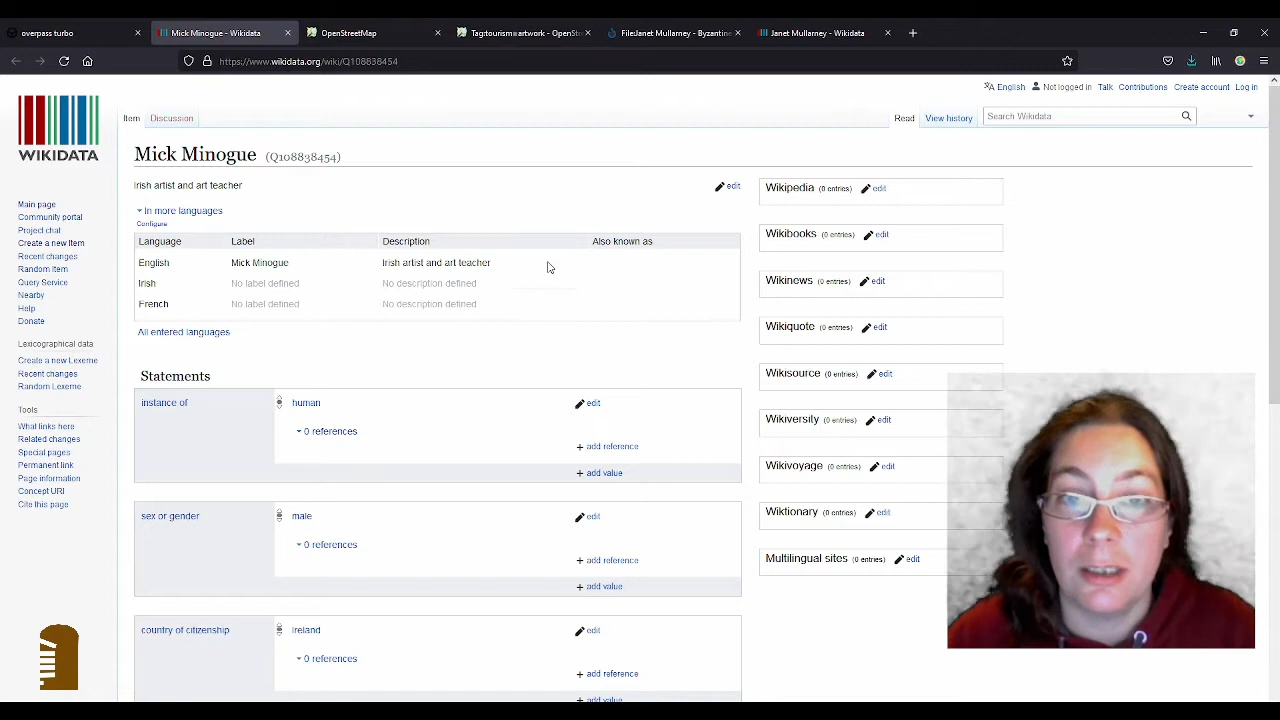 overpass turbo
Mick Minogue - Wikidata
OpenStreetMap
Tag:tourism=artwork - OpenStr
File:Janet Mullarney - Byzantine
Janet Mullarney - Wikidata
https://www.wikidata.org/wiki/Q108838454
English Not logged in Talk Contributions Create account Log in
Item Discussion Read View history Search Wikidata
WIKIDATA
Mick Minogue (Q108838454)
Irish artist and art teacher edit
In more languages
Configure
Language Label Description Also known as
English Mick Minogue Irish artist and art teacher
Irish No label defined No description defined
French No label defined No description defined
All entered languages
Statements
instance of human edit
0 references
add reference
add value
sex or gender male edit
0 references
add reference
add value
country of citizenship Ireland edit
0 references
add reference
add value
Wikipedia (0 entries) edit
Wikibooks (0 entries) edit
Wikinews (0 entries) edit
Wikiquote (0 entries) edit
Wikisource (0 entries) edit
Wikiversity (0 entries) edit
Wikivoyage (0 entries) edit
Wiktionary (0 entries) edit
Multilingual sites (0 entries) edit
Main page
Community portal
Project chat
Create a new Item
Recent changes
Random Item
Query Service
Nearby
Help
Donate
Lexicographical data
Create a new Lexeme
Recent changes
Random Lexeme
Tools
What links here
Related changes
Special pages
Permanent link
Page information
Concept URI
Cite this page